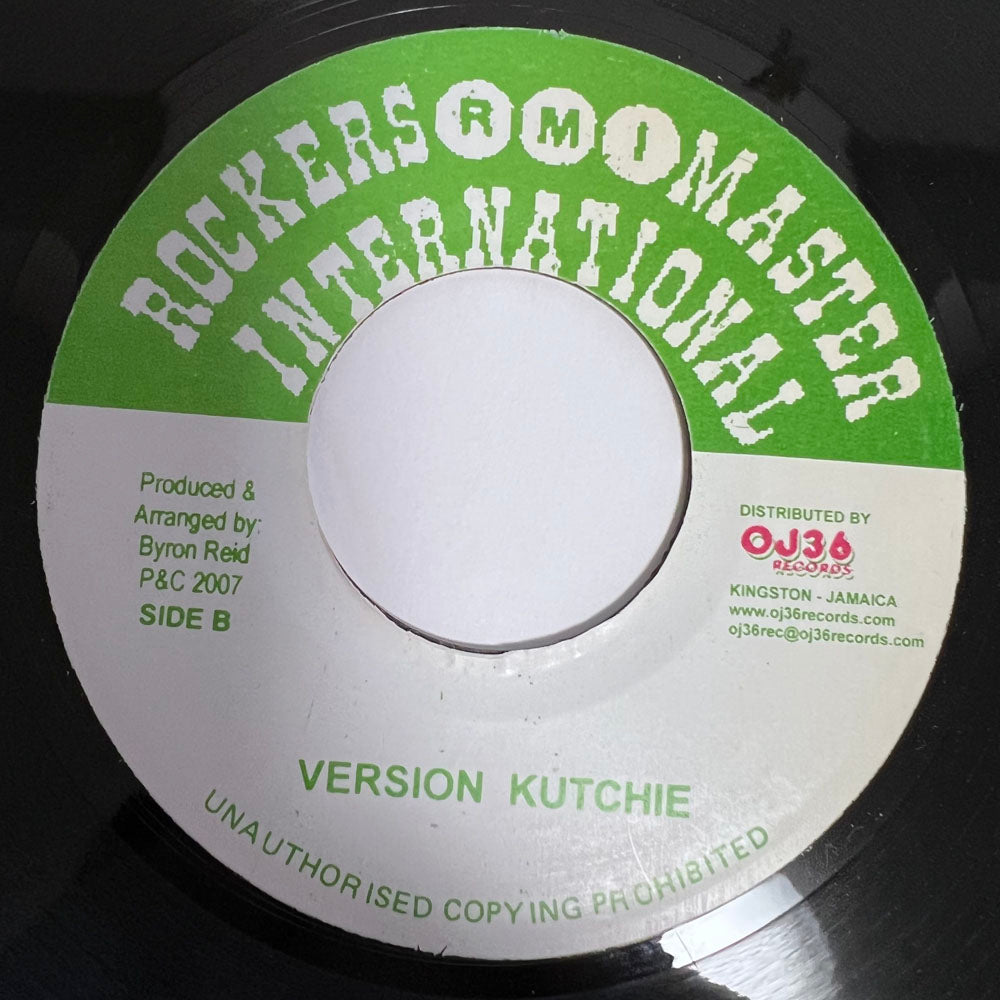 ROCKERS RMI MASTER
INTERNATIONAL
Produced &
Arranged by:
Byron Reid
P&C 2007
SIDE B
DISTRIBUTED BY
OJ36
RECORDS
KINGSTON - JAMAICA
www.oj36records.com
oj36rec@oj36records.com
VERSION KUTCHIE
UNAUTHORISED COPYING PROHIBITED